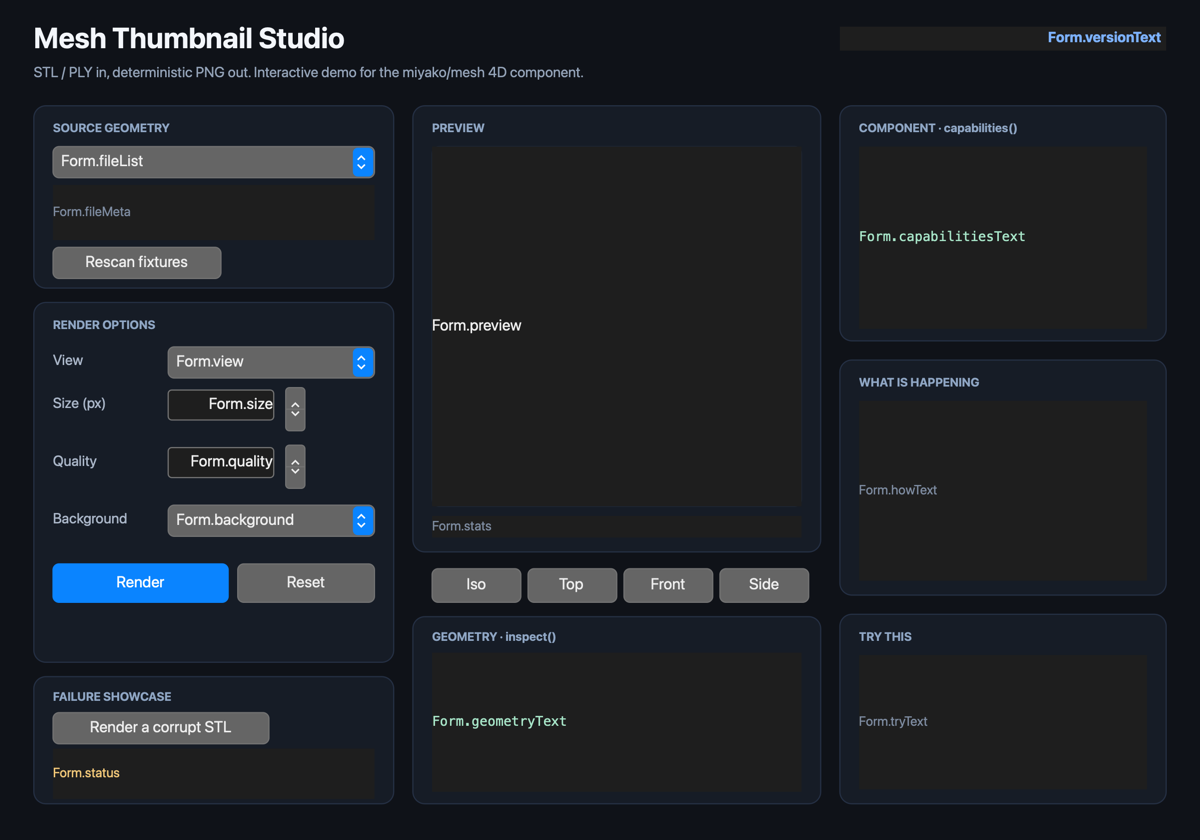 Mesh Thumbnail Studio
Form.versionText
STL / PLY in, deterministic PNG out. Interactive demo for the miyako/mesh 4D component.
SOURCE GEOMETRY
Form.fileList
Form.fileMeta
Rescan fixtures
RENDER OPTIONS
View
Form.view
Size (px)
Form.size
Quality
Form.quality
Background
Form.background
Render
Reset
FAILURE SHOWCASE
Render a corrupt STL
Form.status
PREVIEW
Form.preview
Form.stats
Iso
Top
Front
Side
GEOMETRY · inspect()
Form.geometryText
COMPONENT · capabilities()
Form.capabilitiesText
WHAT IS HAPPENING
Form.howText
TRY THIS
Form.tryText